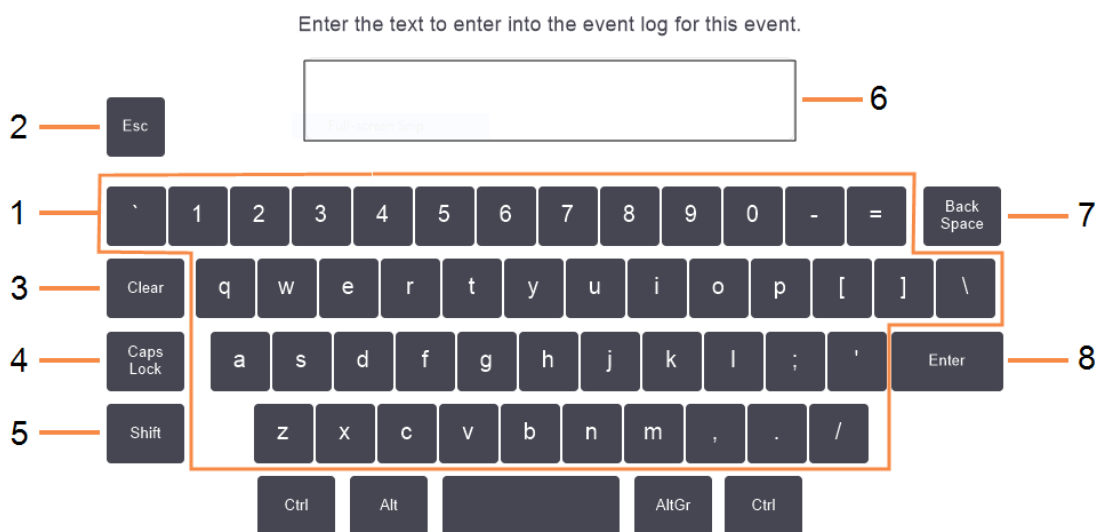 Enter the text to enter into the event log for this event.
6
2 Esc
1 ` 1 2 3 4 5 6 7 8 9 0 - = Back Space 7
3 Clear q w e r t y u i o p [ ] \
4 Caps Lock a s d f g h j k l ; ' Enter 8
5 Shift z x c v b n m , . /
Ctrl Alt AltGr Ctrl